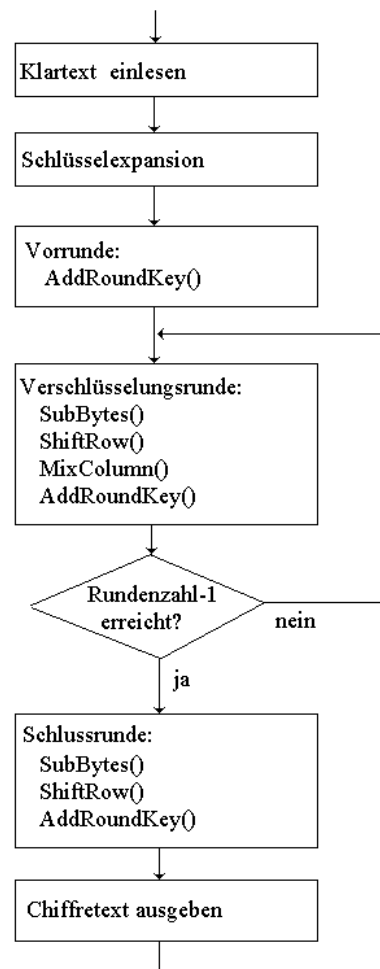 Klartext einlesen
Schlüsselexpansion
Vorrunde:
AddRoundKey()
Verschlüsselungsrunde:
SubBytes()
ShiftRow()
MixColumn()
AddRoundKey()
Rundenzahl-1
erreicht?
nein
ja
Schlussrunde:
SubBytes()
ShiftRow()
AddRoundKey()
Chiffretext ausgeben